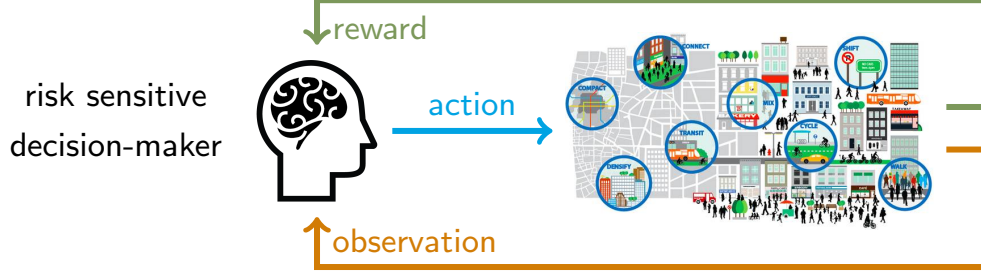 reward
risk sensitive
decision-maker
action
observation
CONNECT
SHIFT
COMPACT
MIX
TRANSIT
CYCLE
DENSIFY
WALK